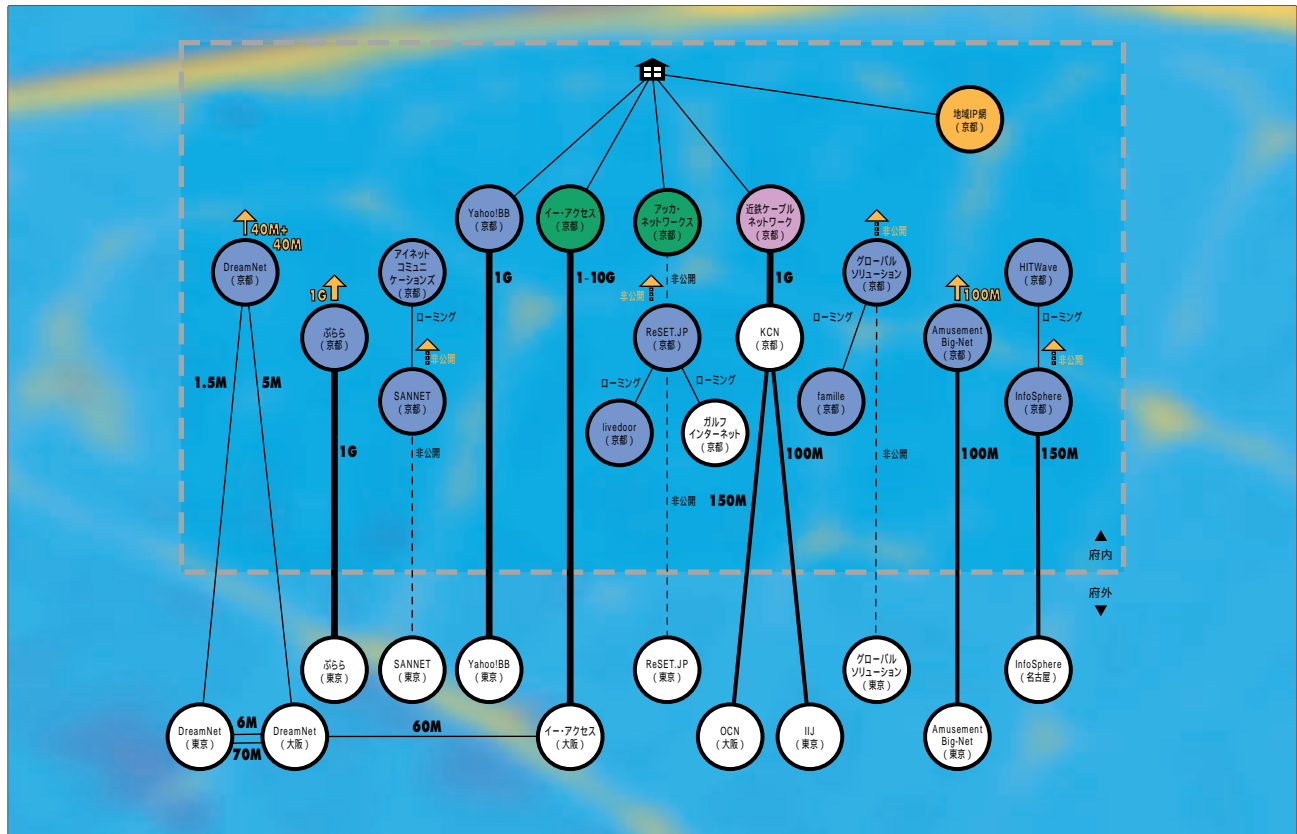 地域IP網
(京都)
Yahoo!BB
(京都)
イー・アクセス
(京都)
アッカ・
ネットワークス
(京都)
近鉄ケーブル
ネットワーク
(京都)
40M+
40M
DreamNet
(京都)
アイネット
コミュニ
ケーションズ
(京都)
非公開
グローバル
ソリューション
(京都)
HITWave
(京都)
1G
1-10G
非公開
1G
1G
非公開
100M
ぷらら
(京都)
ローミング
ReSET.JP
(京都)
KCN
(京都)
ローミング
Amusement
Big-Net
(京都)
ローミング
非公開
非公開
1.5M
5M
SANNET
(京都)
ローミング
ローミング
famille
(京都)
InfoSphere
(京都)
livedoor
(京都)
ガルフ
インターネット
(京都)
1G
非公開
100M
非公開
100M
150M
非公開
150M
府内
府外
ぷらら
(東京)
SANNET
(東京)
Yahoo!BB
(東京)
ReSET.JP
(東京)
グローバル
ソリューション
(東京)
InfoSphere
(名古屋)
DreamNet
(東京)
6M
70M
DreamNet
(大阪)
60M
イー・アクセス
(大阪)
OCN
(大阪)
IIJ
(東京)
Amusement
Big-Net
(東京)